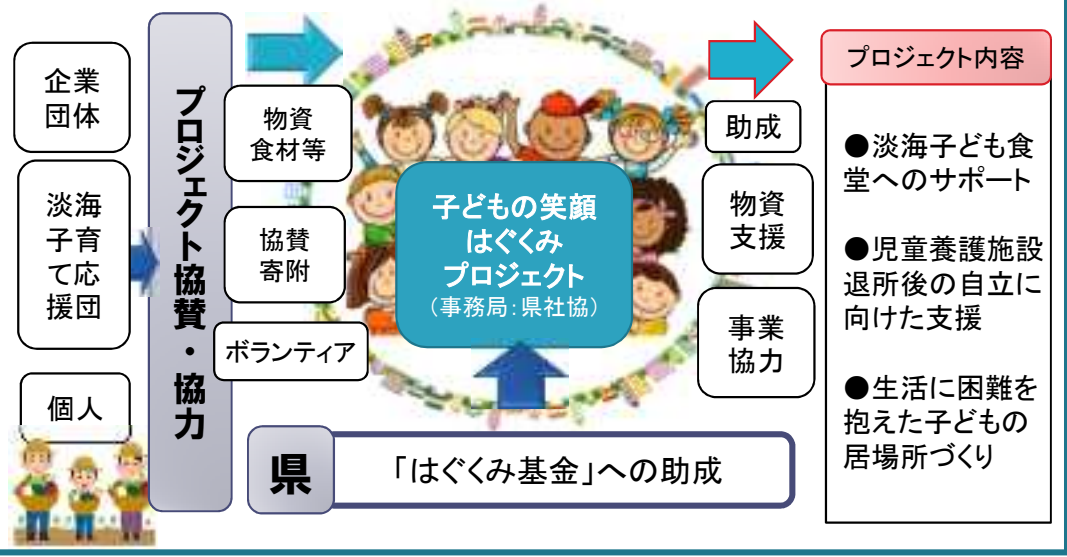 企業
団体
淡海
子育
て応
援団
個人
プロジェクト協賛・協力
物資
食材等
協賛
寄附
ボランティア
子どもの笑顔
はぐくみ
プロジェクト
（事務局：県社協）
県
「はぐくみ基金」への助成
助成
物資
支援
事業
協力
プロジェクト内容
●淡海子ども食
堂へのサポート
●児童養護施設
退所後の自立に
向けた支援
●生活に困難を
抱えた子どもの
居場所づくり